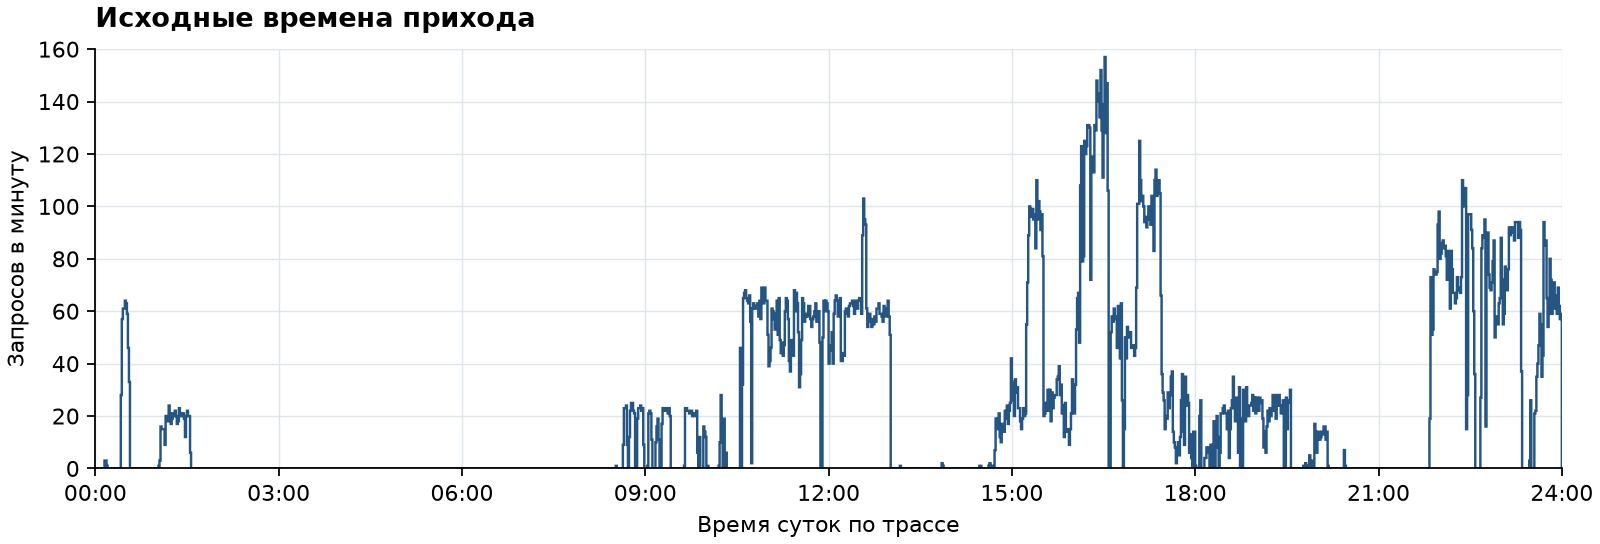 Исходные времена прихода
Запросов в минуту
160
140
120
100
80
60
40
20
0
00:00 03:00 06:00 09:00 12:00 15:00 18:00 21:00 24:00
Время суток по трассе